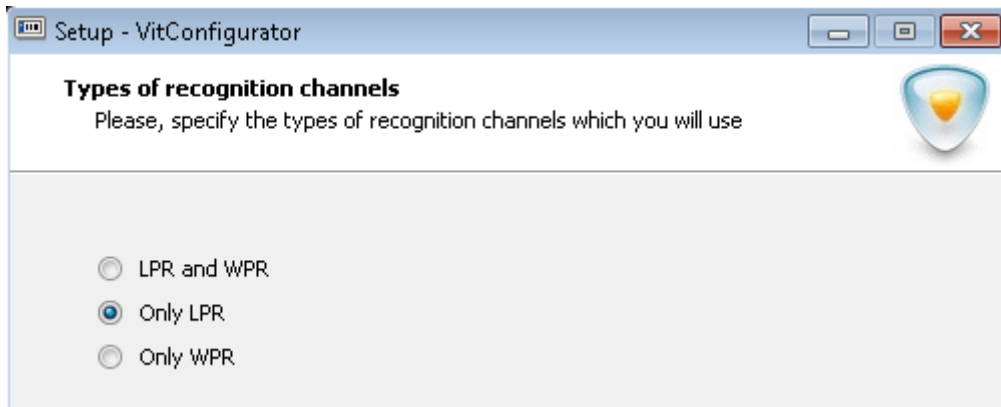 Setup - VitConfigurator
Types of recognition channels
Please, specify the types of recognition channels which you will use
LPR and WPR
Only LPR
Only WPR